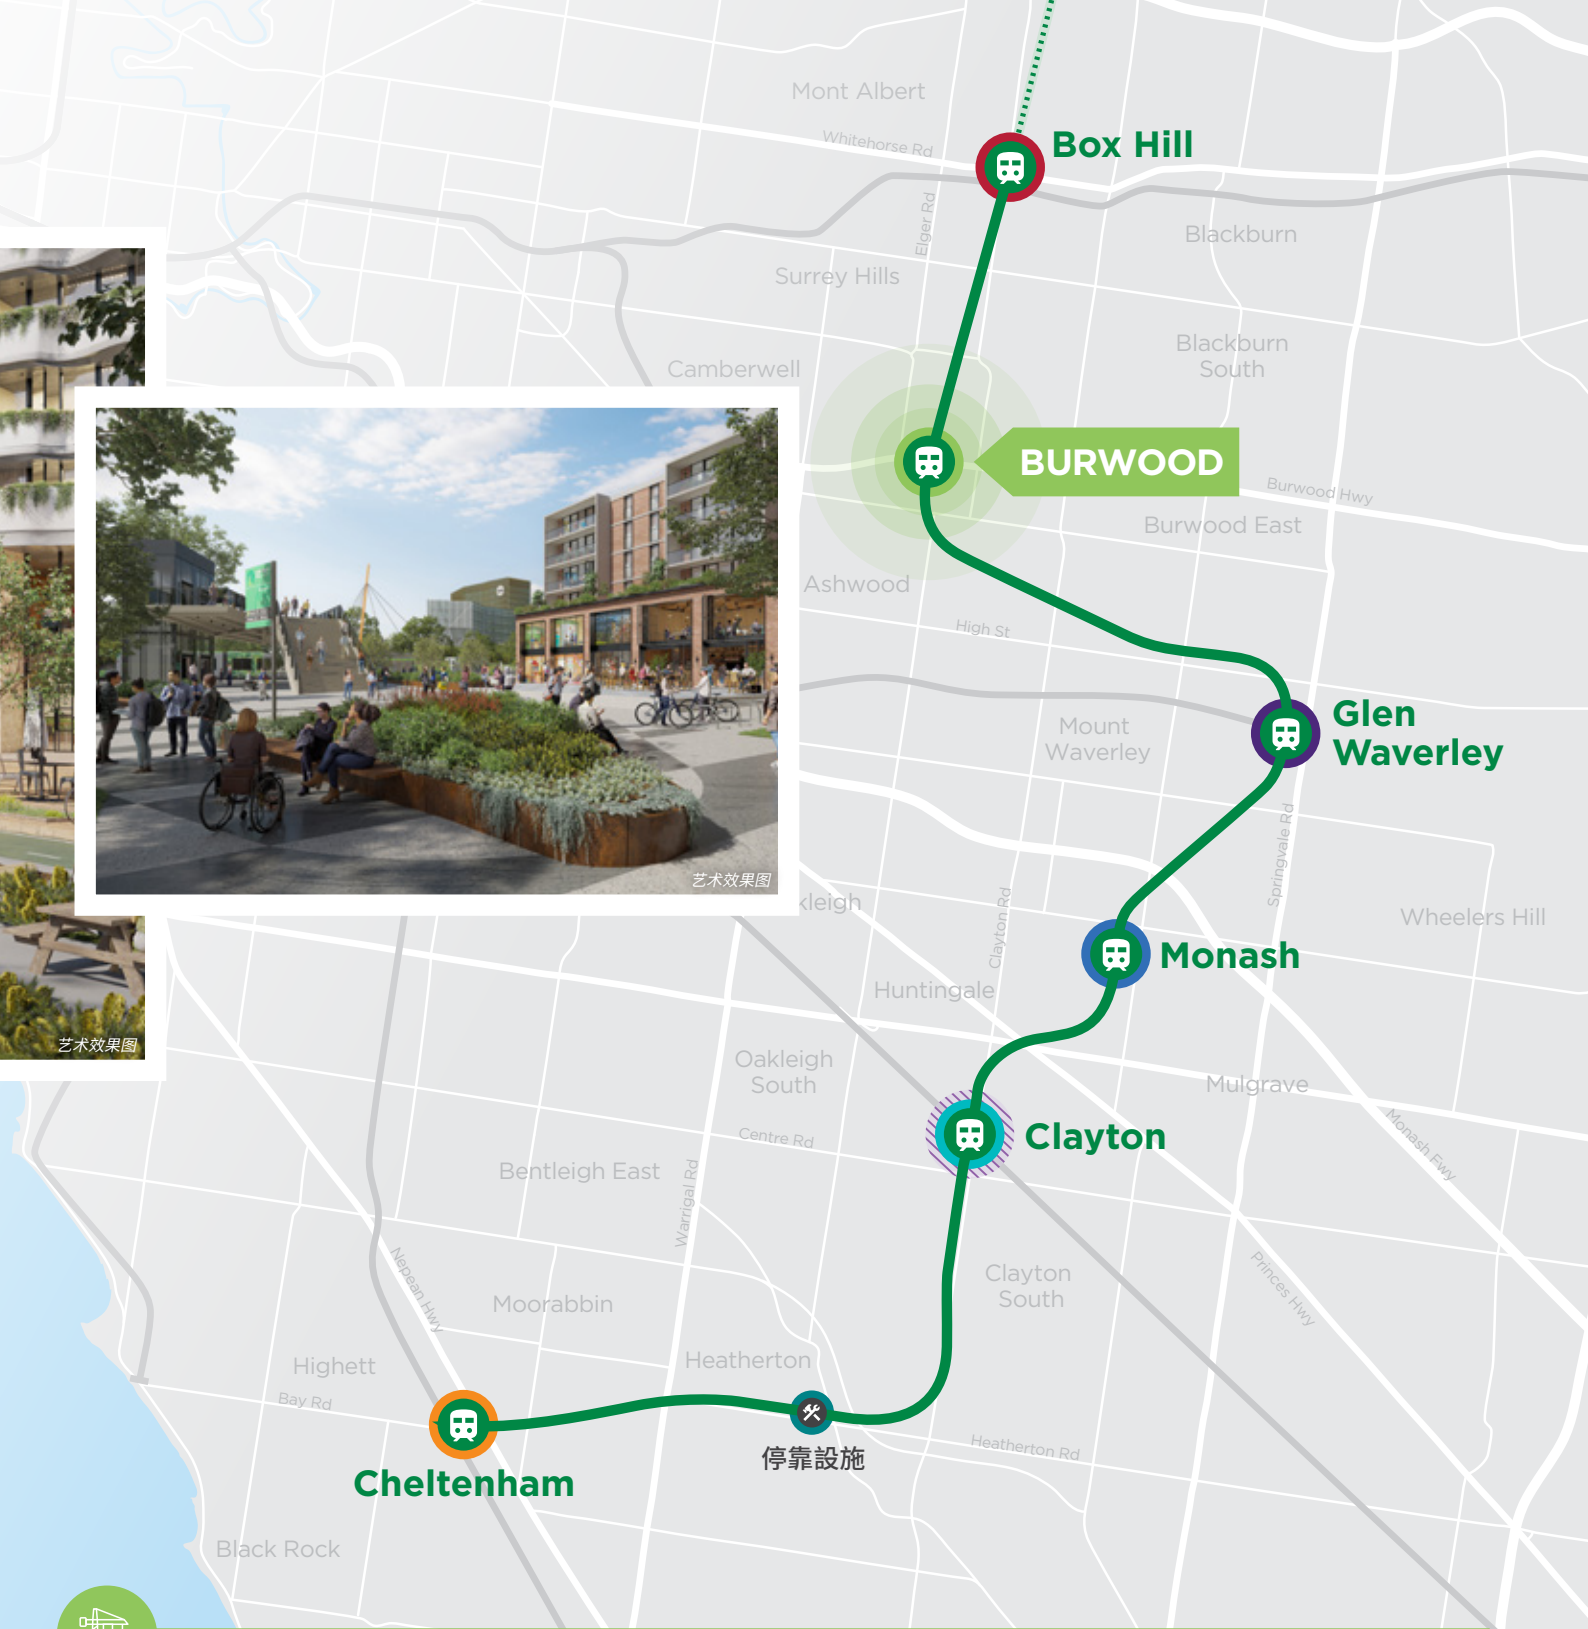 Mont Albert
Whitehorse Rd
Box Hill
Elger Rd
Blackburn
Surrey Hills
Blackburn
South
Camberwell
BURWOOD
Burwood Hwy
Burwood East
Ashwood
High St
Glen
Waverley
Mount
Waverley
Springvale Rd
艺术效果图
kleigh
Clayton Rd
Wheelers Hill
Monash
Huntingale
艺术效果图
Oakleigh
South
Mulgrave
Monash Fwy
Centre Rd
Clayton
Bentleigh East
Warrigal Rd
Nepean Hwy
Clayton
South
Princes Hwy
Moorabbin
Highett
Heatherton
Bay Rd
停靠設施
Heatherton Rd
Cheltenham
Black Rock